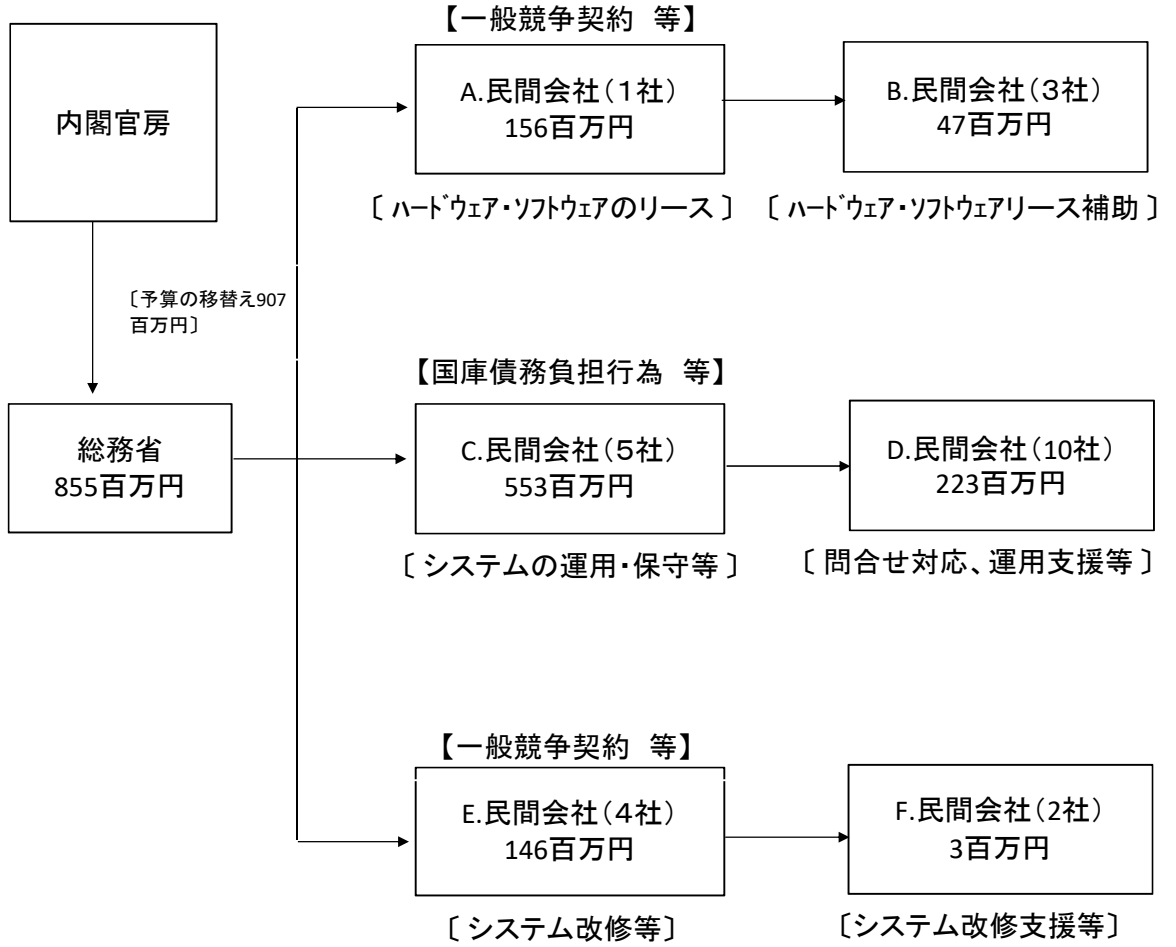 内閣官房
〔予算の移替え907
百万円〕
総務省
855百万円
【一般競争契約　等】
A.民間会社（１社）
156百万円
〔 ﾊｰﾄﾞｳｪｱ・ｿﾌﾄｳｪｱのリース 〕
B.民間会社（３社）
47百万円
〔 ﾊｰﾄﾞｳｪｱ・ｿﾌﾄｳｪｱリース補助 〕
【国庫債務負担行為　等】
C.民間会社（５社）
553百万円
〔 システムの運用・保守等 〕
D.民間会社（10社）
223百万円
〔 問合せ対応、運用支援等 〕
【一般競争契約　等】
E.民間会社（４社）
146百万円
〔 システム改修等〕
F.民間会社（2社）
3百万円
〔システム改修支援等〕